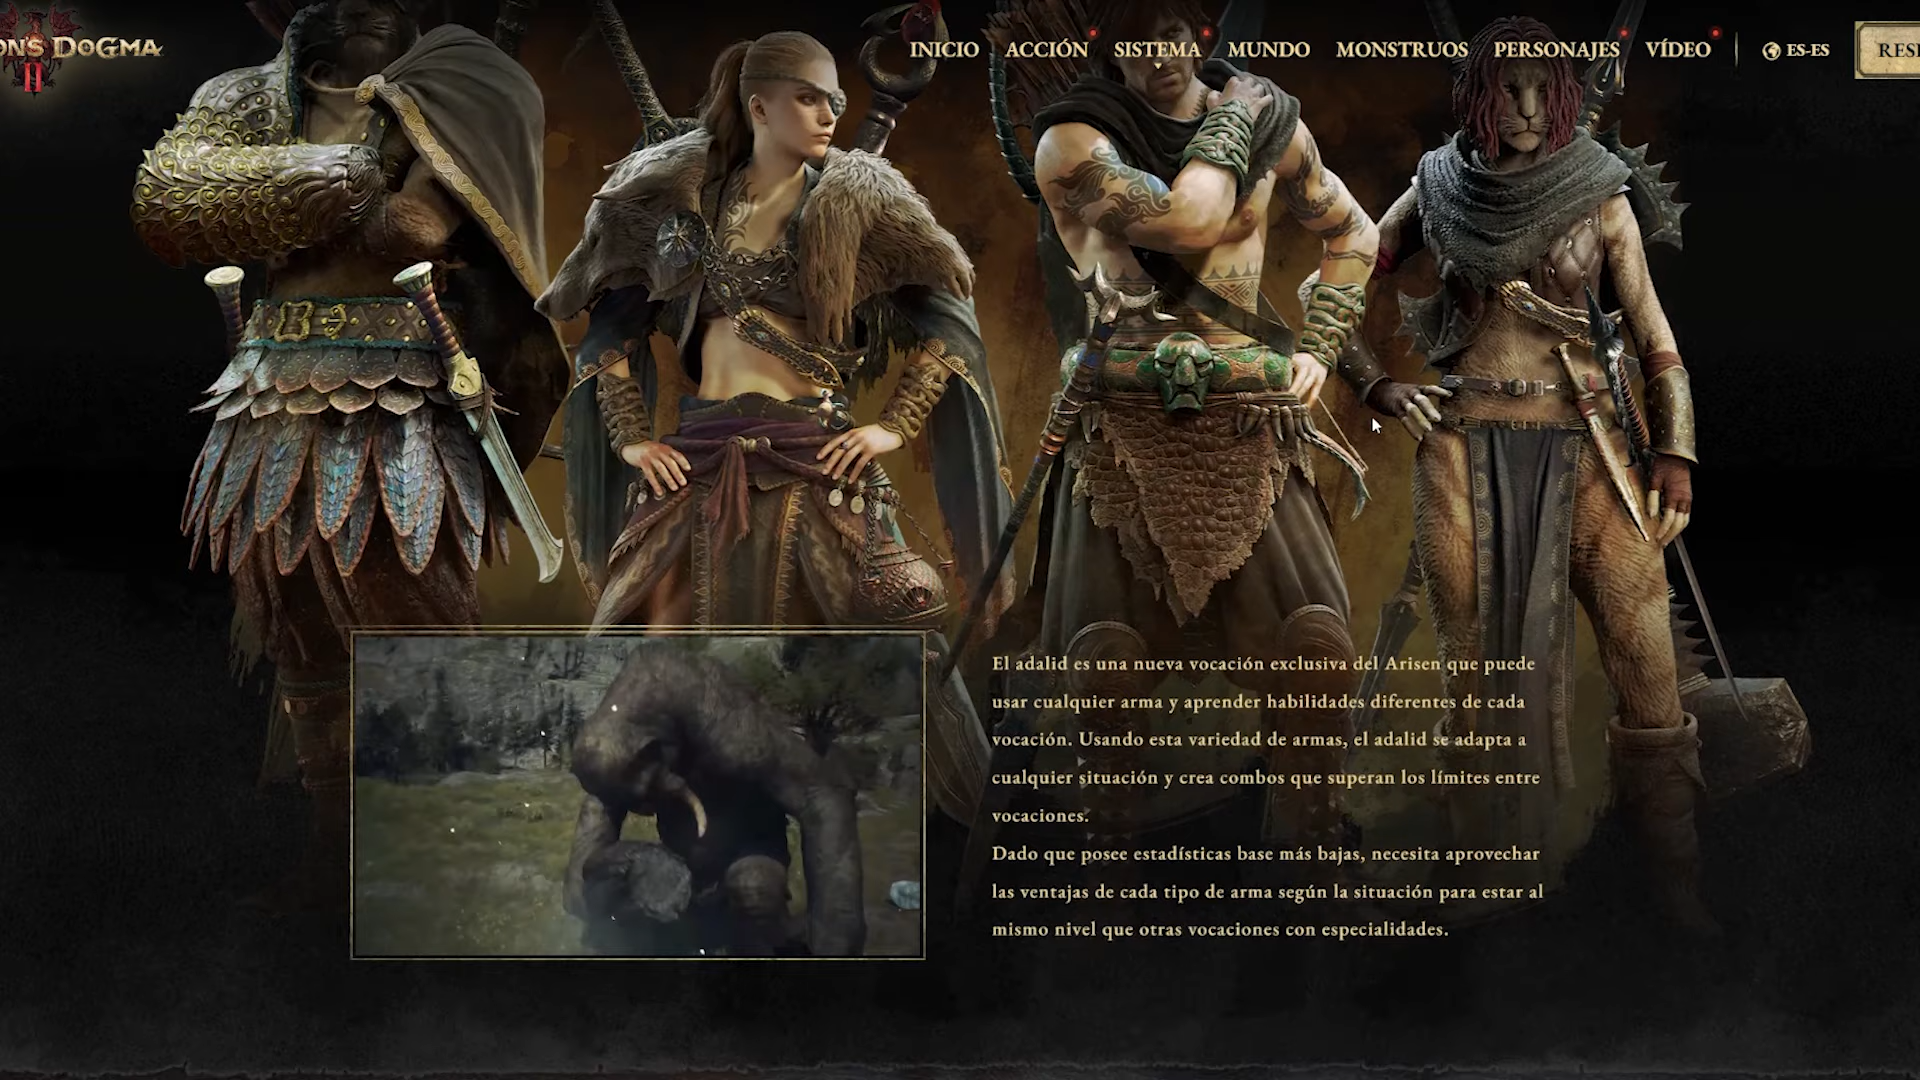 DOGMA
II
INICIO ACCIÓN SISTEMA MUNDO MONSTRUOS PERSONAJES VÍDEO ES-ES
El adalid es una nueva vocación exclusiva del Arisen que puede
usar cualquier arma y aprender habilidades diferentes de cada
vocación. Usando esta variedad de armas, el adalid se adapta a
cualquier situación y crea combos que superan los límites entre
vocaciones.
Dado que posee estadísticas base más bajas, necesita aprovechar
las ventajas de cada tipo de arma según la situación para estar al
mismo nivel que otras vocaciones con especialidades.